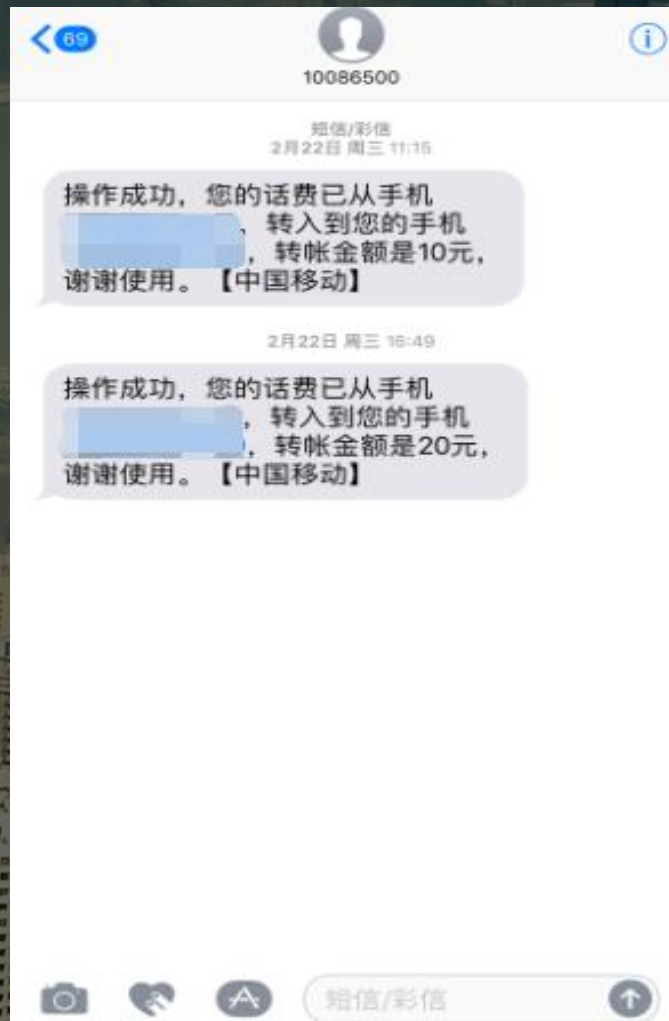 69
10086500
短信/彩信
2月22日 周三 11:15
操作成功，您的话费已从手机
，转入到您的手机
，转帐金额是10元，
谢谢使用。【中国移动】
2月22日 周三 16:49
操作成功，您的话费已从手机
，转入到您的手机
，转帐金额是20元，
谢谢使用。【中国移动】
短信/彩信